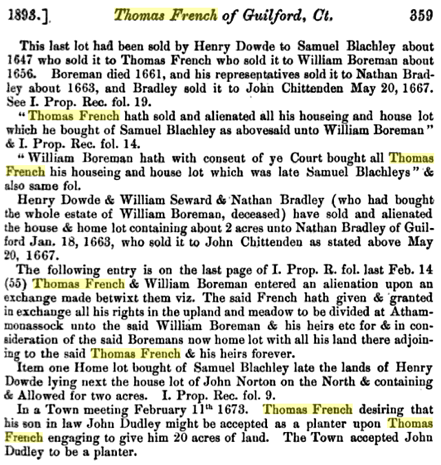 1893.] Thomas French of Guilford, Ct. 359
This last lot had been sold by Henry Dowde to Samuel Blachley about
1647 who sold it to Thomas French who sold it to William Boreman about
1656. Boreman died 1661, and his representatives sold it to Nathan Brad-
ley about 1663, and Bradley sold it to John Chittenden May 20, 1667.
See I. Prop. Rec. fol. 19.
"Thomas French hath sold and alienated all his houseing and house lot
which he bought of Samuel Blachley as abovesaid unto William Boreman"
& I. Prop. Rec. fol. 14.
"William Boreman hath with consent of ye Court bought all Thomas
French his houseing and house lot which was late Samuel Blachleys" &
also same fol.
Henry Dowde & William Seward & Nathan Bradley (who had bought
the whole estate of William Boreman, deceased) have sold and alienated
the house & home lot containing about 2 acres unto Nathan Bradley of Guil-
ford Jan. 18, 1663, who sold it to John Chittenden as stated above May
20, 1667.
The following entry is on the last page of I. Prop. R. fol. last Feb. 14
(55) Thomas French & William Boreman entered an alienation upon an
exchange made betwixt them viz. The said French hath given & granted
in exchange all his rights in the upland and meadow to be divided at Atham-
monassock unto the said William Boreman & his heirs etc for & in con-
sideration of the said Boremans now home lot with all his land there adjoin-
ing to the said Thomas French & his heirs forever.
Item one Home lot bought of Samuel Blachley late the lands of Henry
Dowde lying next the house lot of John Norton on the North & containing
& Allowed for two acres. I. Prop. Rec. fol. 9.
In a Town meeting February 11th 1673. Thomas French desiring that
his son in law John Dudley might be accepted as a planter upon Thomas
French engaging to give him 20 acres of land. The Town accepted John
Dudley to be a planter.